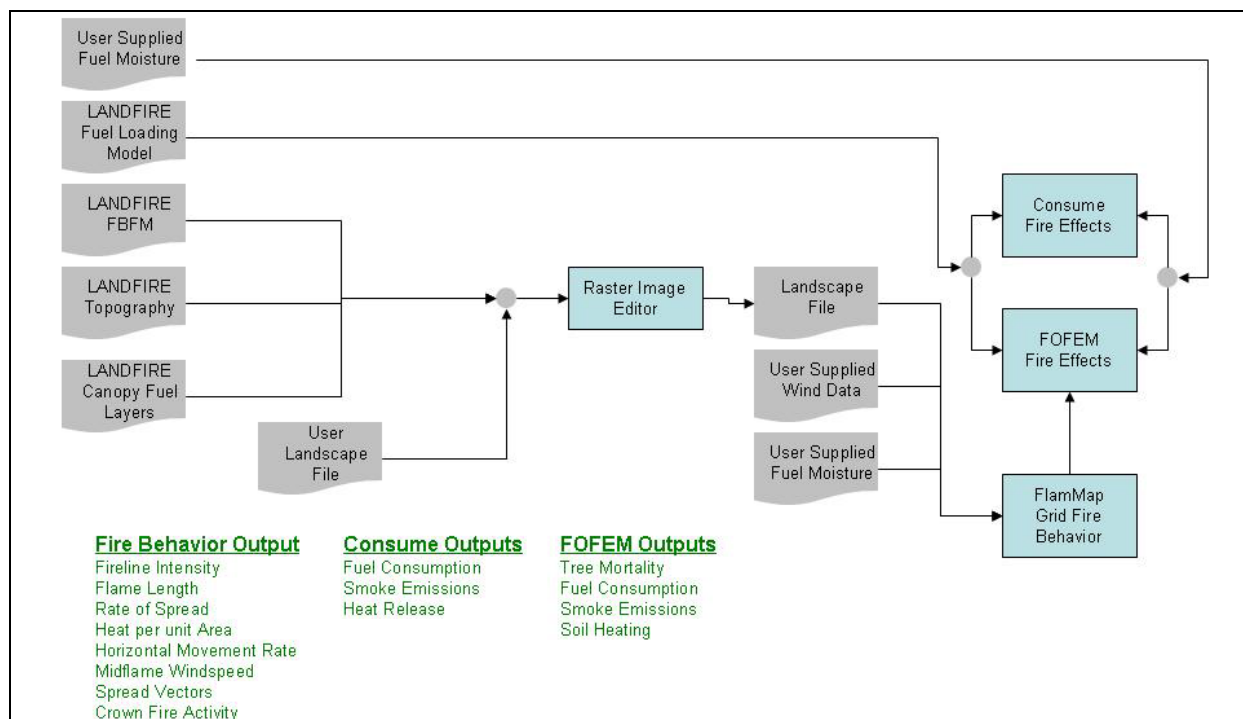 User Supplied
Fuel Moisture
LANDFIRE
Fuel Loading
Model
LANDFIRE
FBFM
LANDFIRE
Topography
LANDFIRE
Canopy Fuel
Layers
User
Landscape
File
Raster Image
Editor
Landscape
File
User Supplied
Wind Data
User Supplied
Fuel Moisture
Consume
Fire Effects
FOFEM
Fire Effects
FlamMap
Grid Fire
Behavior
Fire Behavior Output
Fireline Intensity
Flame Length
Rate of Spread
Heat per unit Area
Horizontal Movement Rate
Midflame Windspeed
Spread Vectors
Crown Fire Activity
Consume Outputs
Fuel Consumption
Smoke Emissions
Heat Release
FOFEM Outputs
Tree Mortality
Fuel Consumption
Smoke Emissions
Soil Heating